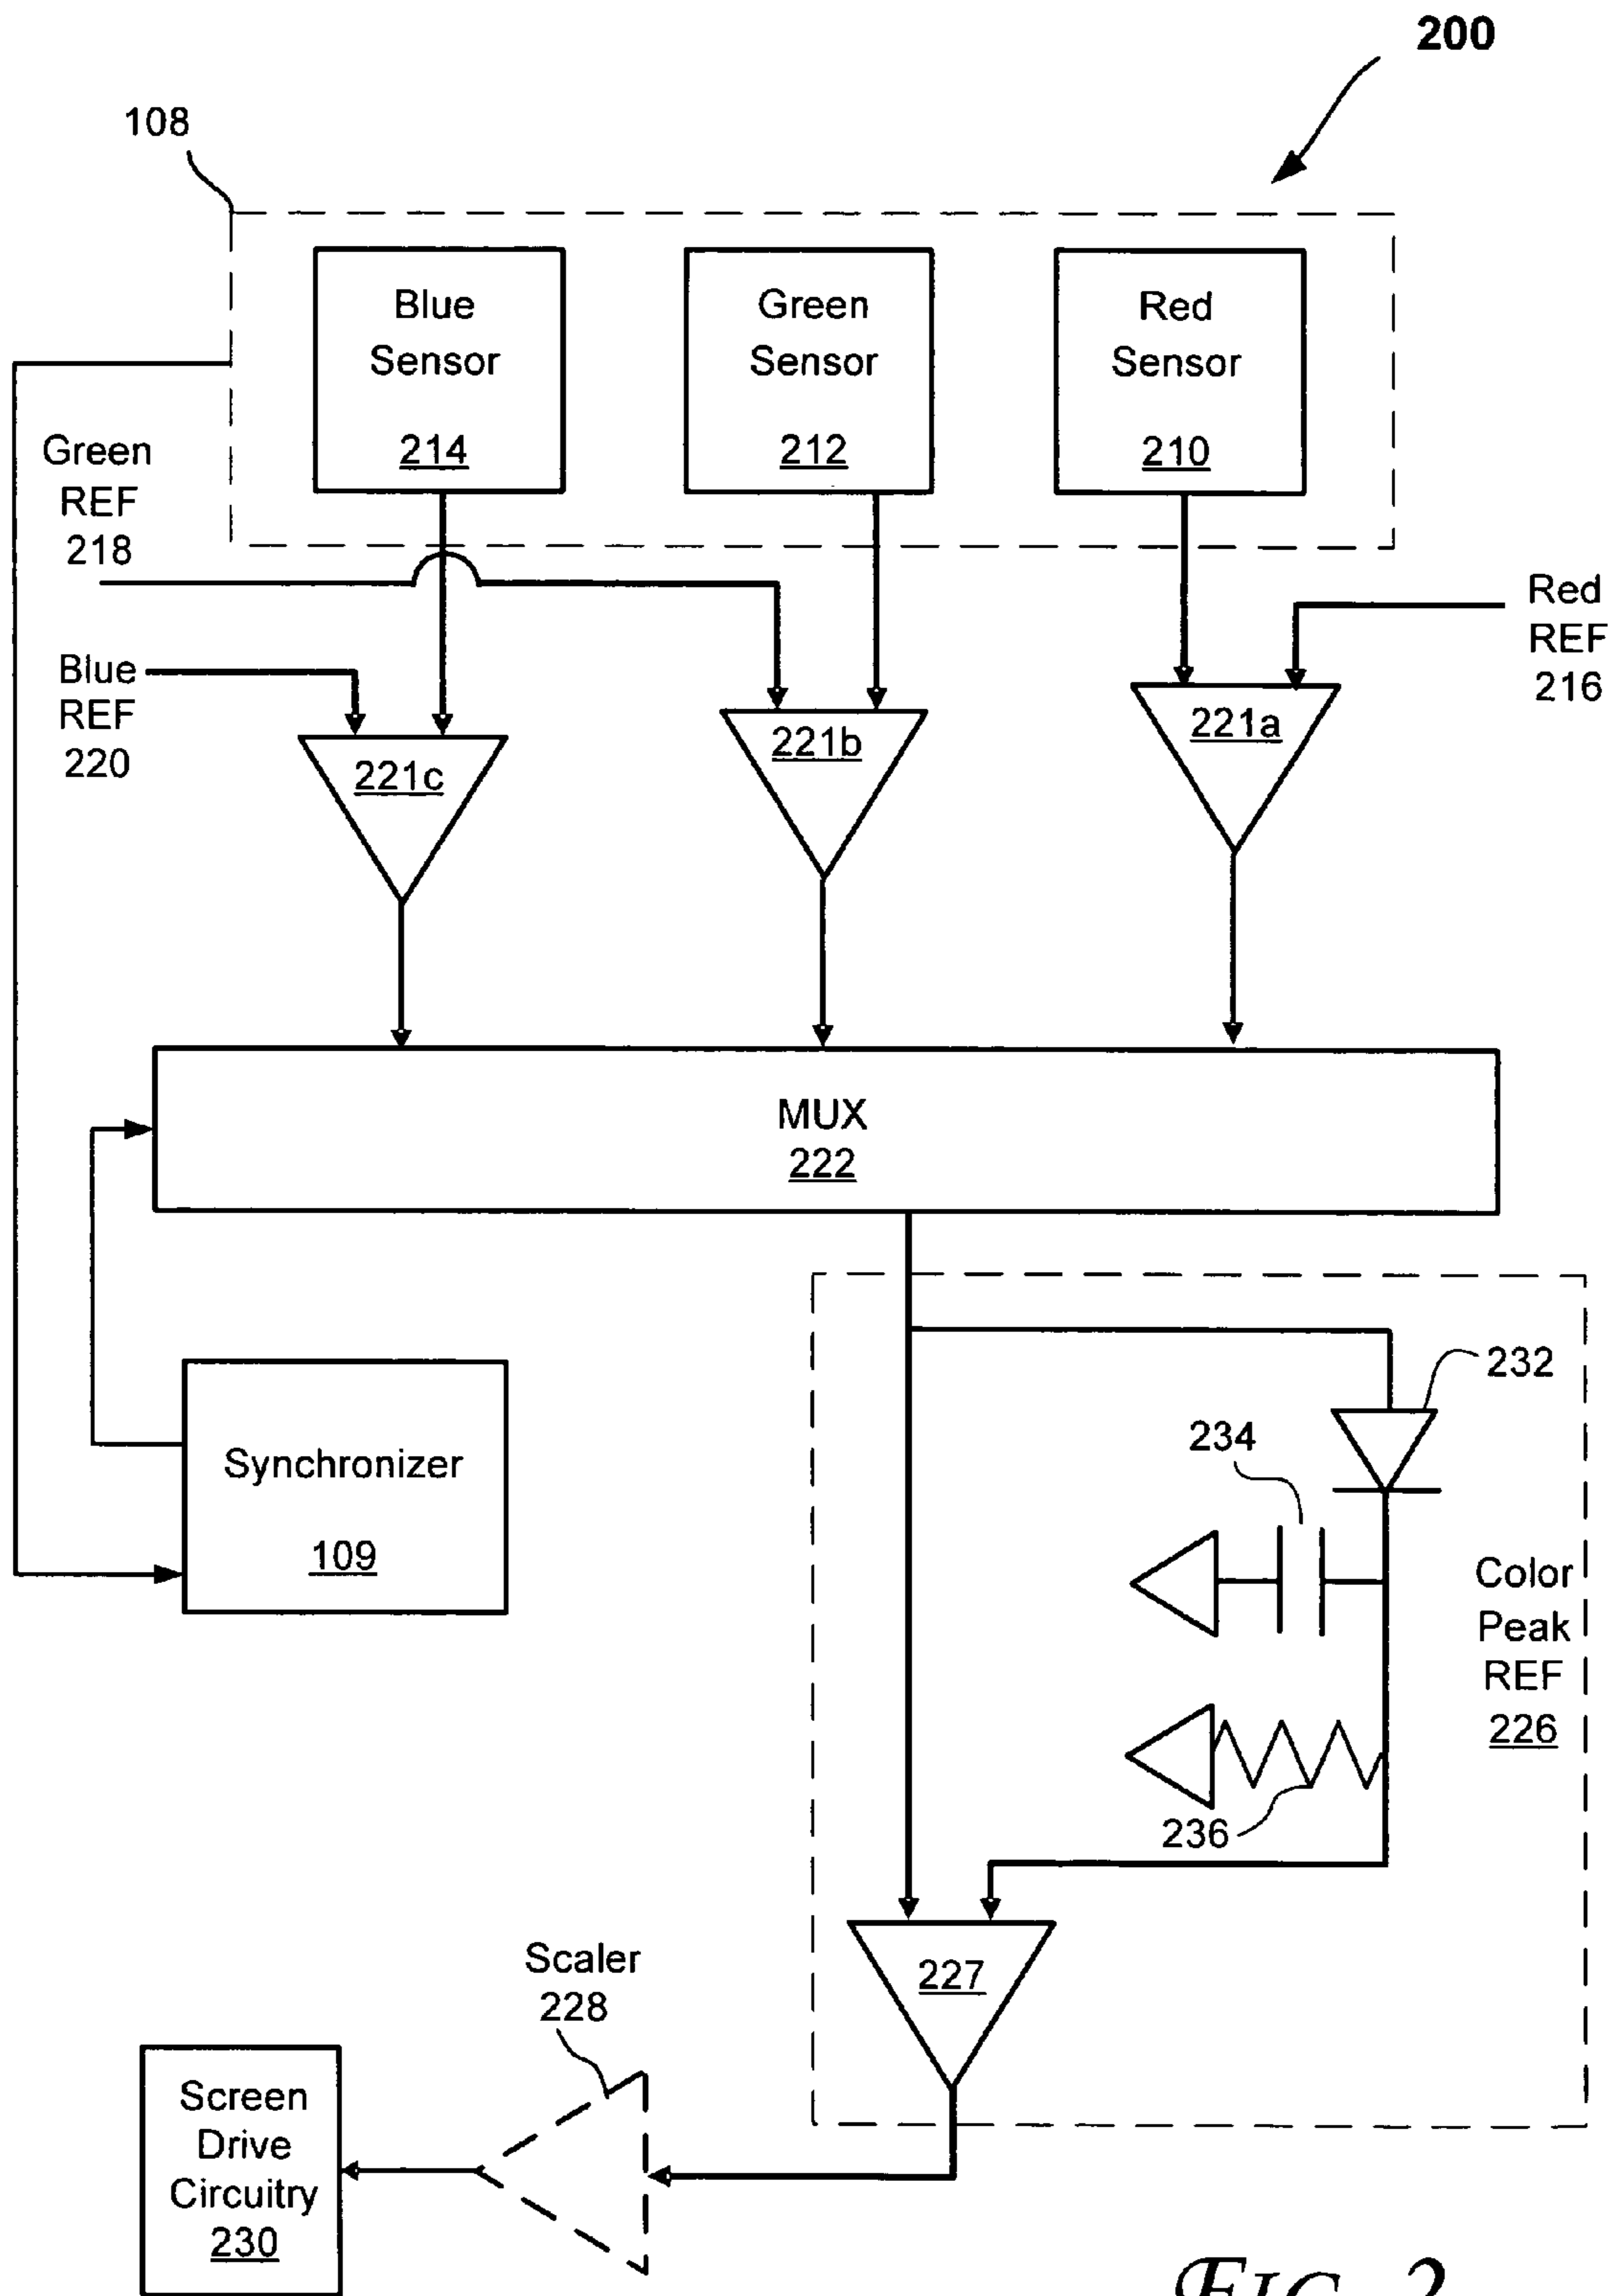 200
108
Blue
Sensor
214
Green
Sensor
212
Red
Sensor
210
Green
REF
218
Blue
REF
220
Red
REF
216
221c
221b
221a
MUX
222
Synchronizer
109
232
234
236
Color
Peak
REF
226
227
Scaler
228
Screen
Drive
Circuitry
230
FIG. 2